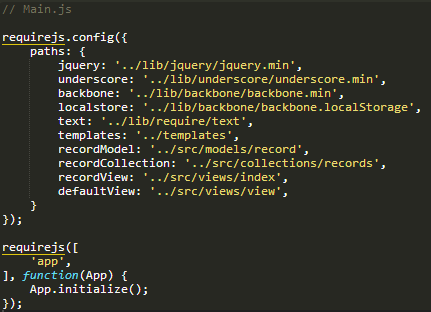 // Main.js
requirejs.config({
paths: {
jquery: '../lib/jquery/jquery.min',
underscore: '../lib/underscore/underscore.min',
backbone: '../lib/backbone/backbone.min',
localstore: '../lib/backbone/backbone.localStorage',
text: '../lib/require/text',
templates: '../templates',
recordModel: '../src/models/record',
recordCollection: '../src/collections/records',
recordView: '../src/views/index',
defaultView: '../src/views/view',
}
});
requirejs([
'app',
], function(App) {
App.initialize();
});